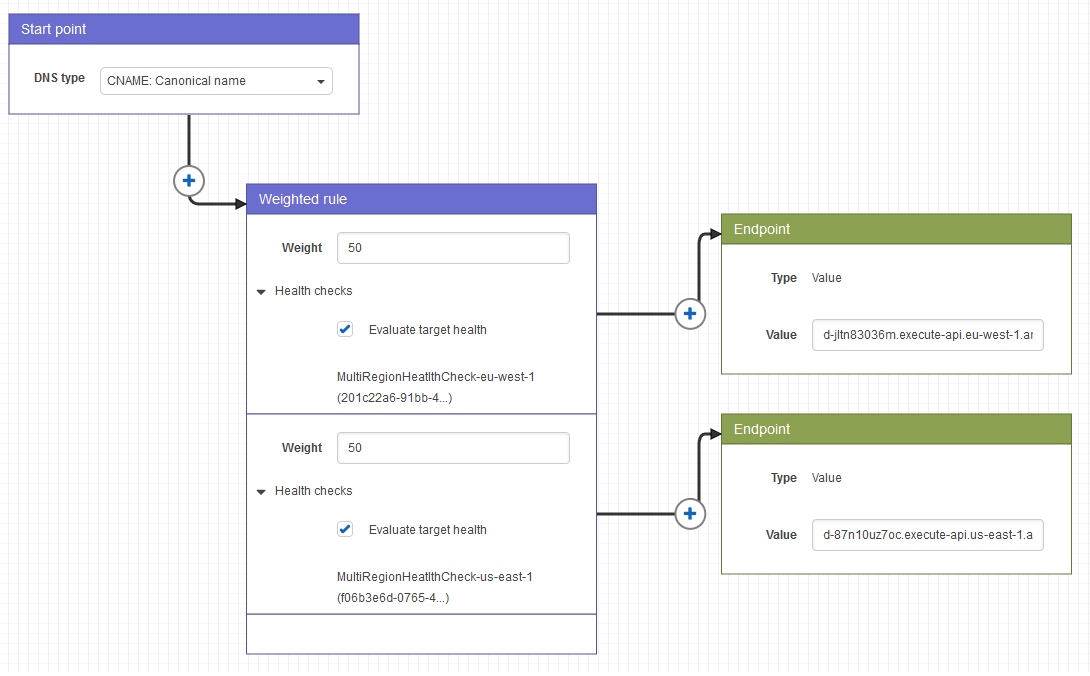 Start point
DNS type
CNAME: Canonical name
Weighted rule
Weight
50
Health checks
Evaluate target health
MultiRegionHeatlthCheck-eu-west-1
(201c22a6-91bb-4...)
Weight
50
Health checks
Evaluate target health
MultiRegionHeatlthCheck-us-east-1
(f06b3e6d-0765-4...)
Endpoint
Type Value
Value d-jltn83036m.execute-api.eu-west-1.ar
Endpoint
Type Value
Value d-87n10uz7oc.execute-api.us-east-1.a